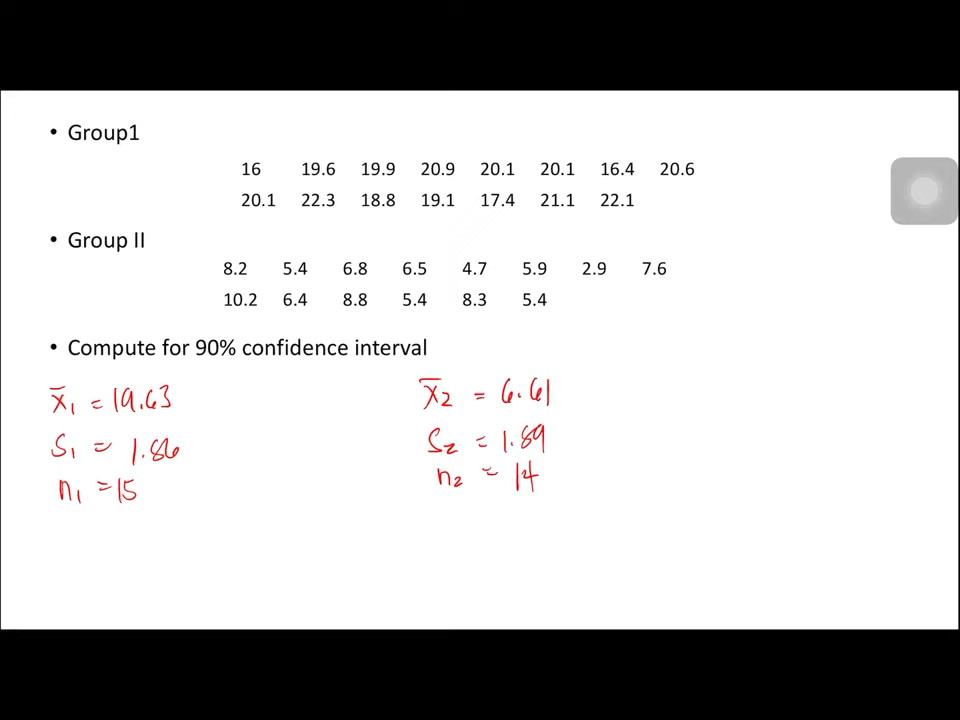 • Group1
16 19.6 19.9 20.9 20.1 20.1 16.4 20.6
20.1 22.3 18.8 19.1 17.4 21.1 22.1
• Group II
8.2 5.4 6.8 6.5 4.7 5.9 2.9 7.6
10.2 6.4 8.8 5.4 8.3 5.4
• Compute for 90% confidence interval
x̄₁ = 19.63
x̄₂ = 6.61
S₁ = 1.86
S₂ = 1.89
n₁ = 15
n₂ = 14